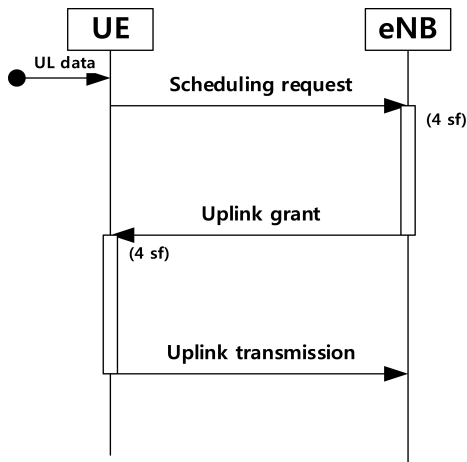 UE
eNB
UL data
Scheduling request
(4 sf)
Uplink grant
(4 sf)
Uplink transmission